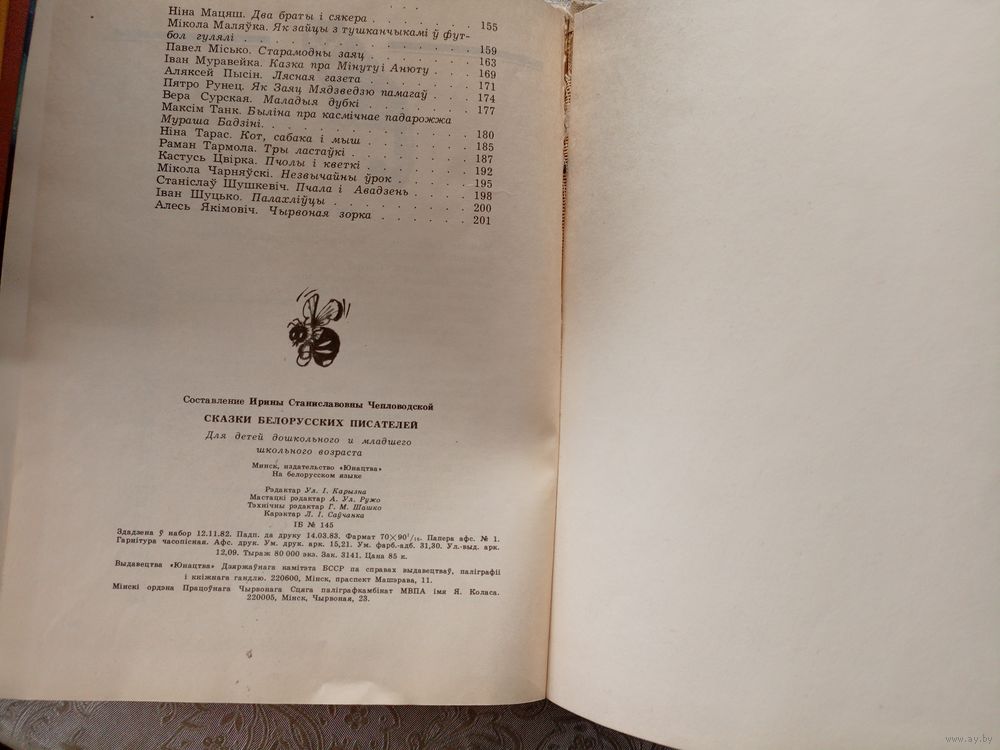 Ніна Мацяш. Два браты і сякера . . . . . . . 155
Мікола Маляўка. Як зайцы з тушканчыкамі ў фут-
бол гулялі . . . . . . . . . . . . 159
Павел Місько. Старамодны заяц . . . . . . . 163
Іван Муравейка. Казка пра Мінуту і Анюту . . . 169
Аляксей Пысін. Лясная газета . . . . . . . 171
Пятро Рунец. Як Заяц Мядзведзю памагаў . . . 174
Вера Сурская. Маладыя дубкі . . . . . . . 177
Максім Танк. Быліна пра касмічнае падарожжа
Мураша Бадзіні. . . . . . . . . . . . 180
Ніна Тарас. Кот, сабака і мыш . . . . . . . 185
Раман Тармола. Тры ластаўкі . . . . . . . 187
Кастусь Цвірка. Пчолы і кветкі . . . . . . . 192
Мікола Чарняўскі. Незвычайны ўрок . . . . . 195
Станіслаў Шушкевіч. Пчала і Авадзень . . . . 198
Іван Шуцько. Палахліўцы . . . . . . . . 200
Алесь Якімовіч. Чырвоная зорка . . . . . . 201
Составление Ирины Станиславовны Чепловодской
СКАЗКИ БЕЛОРУССКИХ ПИСАТЕЛЕЙ
Для детей дошкольного и младшего
школьного возраста
Минск, издательство «Юнацтва»
На белорусском языке
Рэдактар Ул. І. Карызна
Мастацкі рэдактар А. Ул. Ружо
Тэхнічны рэдактар Г. М. Шашко
Карэктар Л. І. Саўчанка
ІБ № 145
Здадзена ў набор 12.11.82. Падп. да друку 14.03.83. Фармат 70×90¹/₁₆. Папера афс. № 1.
Гарнітура часопісная. Афс. друк. Ум. друк. арк. 15,21. Ум. фарб.-адб. 31,30. Ул.-выд. арк.
12,09. Тыраж 80 000 экз. Зак. 3141. Цана 85 к.
Выдавецтва «Юнацтва» Дзяржаўнага камітэта БССР па справах выдавецтваў, паліграфіі
і кніжнага гандлю. 220600, Мінск, праспект Машэрава, 11.
Мінскі ордэна Працоўнага Чырвонага Сцяга паліграфкамбінат МВПА імя Я. Коласа.
220005, Мінск, Чырвоная, 23.
www.ay.by